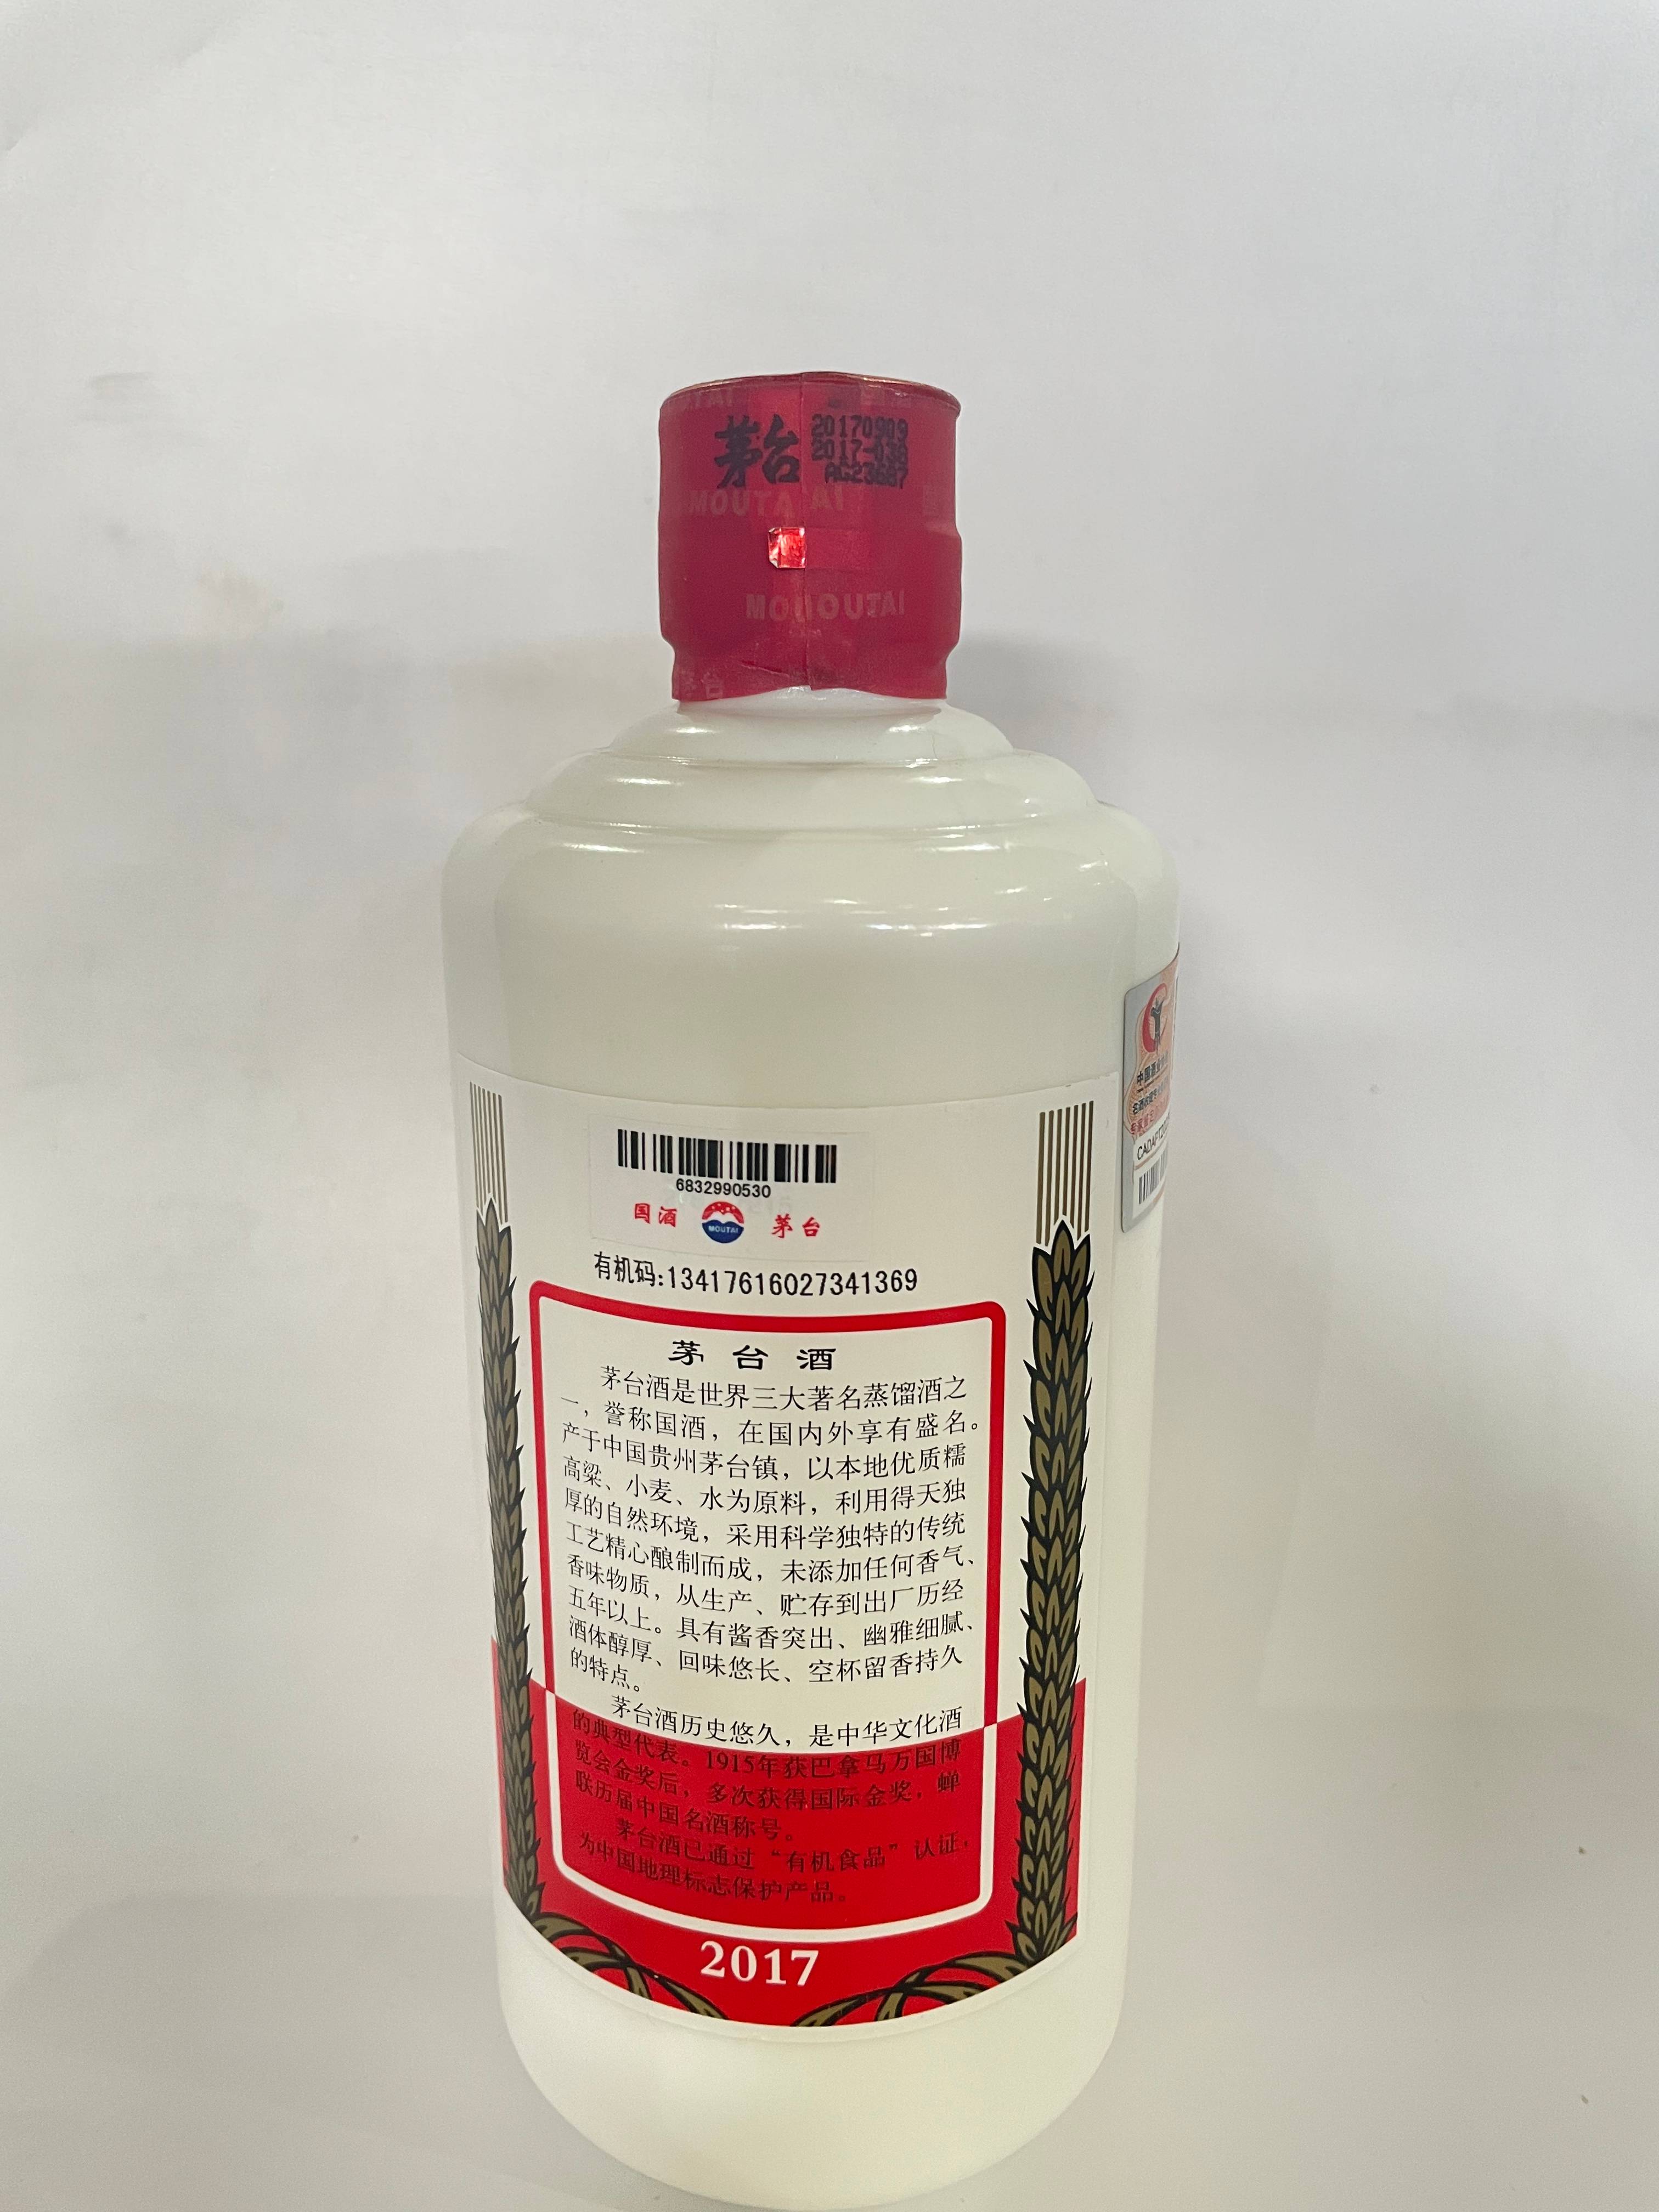 茅台
20170909
2017-038
AG23687
MOUTA AI
MOUOUTAI
6832990530
国酒 MOUTAI 茅台
有机码:13417616027341369
茅台酒
茅台酒是世界三大著名蒸馏酒之
一，誉称国酒，在国内外享有盛名。
产于中国贵州茅台镇，以本地优质糯
高粱、小麦、水为原料，利用得天独
厚的自然环境，采用科学独特的传统
工艺精心酿制而成，未添加任何香气、
香味物质，从生产、贮存到出厂历经
五年以上。具有酱香突出、幽雅细腻、
酒体醇厚、回味悠长、空杯留香持久
的特点。
茅台酒历史悠久，是中华文化酒
的典型代表。1915年获巴拿马万国博
览会金奖后，多次获得国际金奖，蝉
联历届中国名酒称号。
茅台酒已通过“有机食品”认证，
为中国地理标志保护产品。
2017